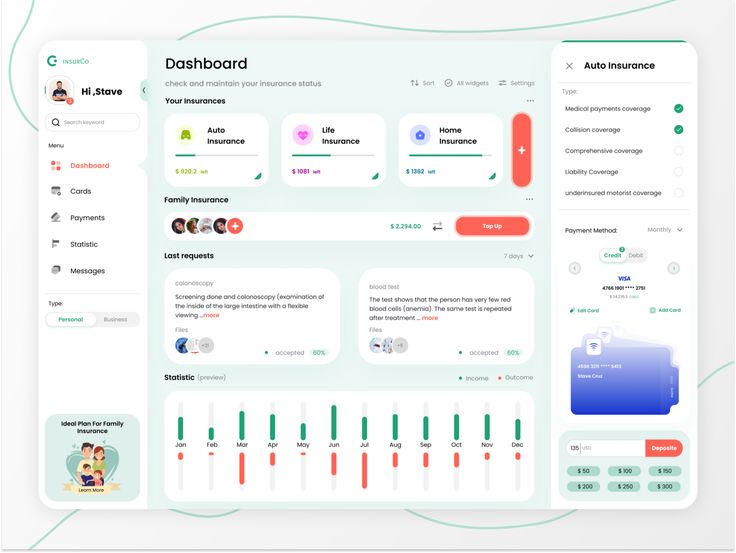 INSURCO
Hi ,Stave
Search keyword
Menu
Dashboard
Cards
Payments
Statistic
Messages
Type:
Personal
Business
Ideal Plan For Family
Insurance
Learn More
Dashboard
check and maintain your insurance status
Sort
All widgets
Settings
Your Insurances
Auto
Insurance
$ 920.2 left
Life
Insurance
$ 1081 left
Home
Insurance
$ 1362 left
+
Family Insurance
+
$ 2.294.00
Top Up
Last requests
7 days
colonoscopy
Screening done and colonoscopy (examination of
the inside of the large intestine with a flexible
viewing ...more
Files
+21
accepted 60%
blood test
The test shows that the person has very few red
blood cells (anemia). The same test is repeated
after treatment ... more
Files
accepted 60%
Statistic (preview)
Income
Outcome
Jan Feb Mar Apr May Jun Jul Aug Sep Oct Nov Dec
Auto Insurance
Type:
Medical payments coverage
Collision coverage
Comprehensive coverage
Liability Coverage
underinsured motorist coverage
Payment Method:
Monthly
Credit
2
Debit
VISA
4766 1901 **** 2751
Edit Card
Add Card
4586 3211 **** 5413
Stave Cruz
135 USD
Deposite
$ 50 $ 100 $ 150
$ 200 $ 250 $ 300